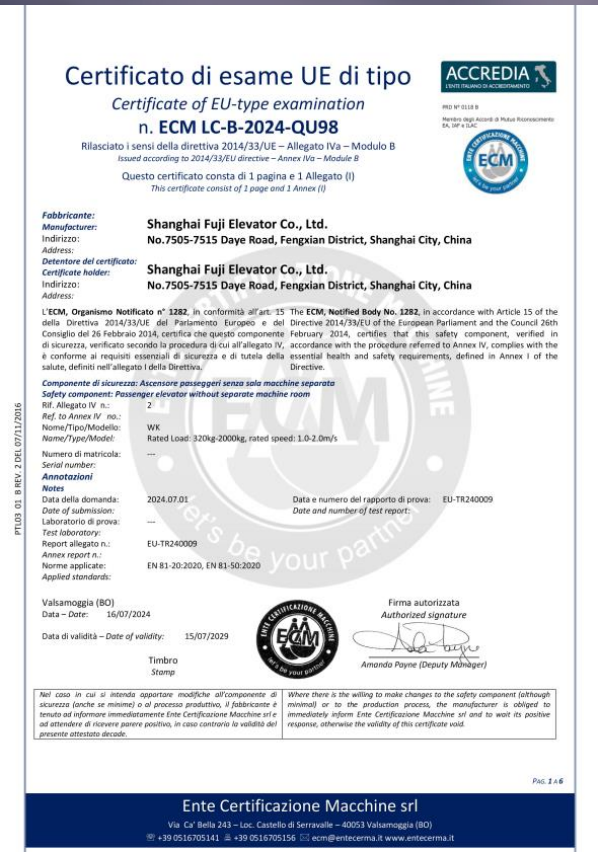 Certificato di esame UE di tipo
Certificate of EU-type examination
n. ECM LC-B-2024-QU98
Rilasciato i sensi della direttiva 2014/33/UE – Allegato IVa – Modulo B
Issued according to 2014/33/EU directive – Annex IVa – Module B
Questo certificato consta di 1 pagina e 1 Allegato (I)
This certificate consist of 1 page and 1 Annex (I)
ACCREDIA
L'ENTE ITALIANO DI ACCREDITAMENTO
PRD N° 0118 B
Membro degli Accordi di Mutuo Riconoscimento
EA, IAF e ILAC
ENTE CERTIFICAZIONE MACCHINE
ECM
let's be your partner
Fabbricante:
Manufacturer:
Shanghai Fuji Elevator Co., Ltd.
Indirizzo:
No.7505-7515 Daye Road, Fengxian District, Shanghai City, China
Address:
Detentore del certificato:
Certificate holder:
Shanghai Fuji Elevator Co., Ltd.
Indirizzo:
No.7505-7515 Daye Road, Fengxian District, Shanghai City, China
Address:
L'ECM, Organismo Notificato n° 1282, in conformità all'art. 15
della Direttiva 2014/33/UE del Parlamento Europeo e del
Consiglio del 26 Febbraio 2014, certifica che questo componente
di sicurezza, verificato secondo la procedura di cui all'allegato IV,
è conforme ai requisiti essenziali di sicurezza e di tutela della
salute, definiti nell'allegato I della Direttiva.
The ECM, Notified Body No. 1282, in accordance with Article 15 of the
Directive 2014/33/EU of the European Parliament and the Council 26th
February 2014, certifies that this safety component, verified in
accordance with the procedure referred to Annex IV, complies with the
essential health and safety requirements, defined in Annex I of the
Directive.
Componente di sicurezza: Ascensore passeggeri senza sala macchine separata
Safety component: Passenger elevator without separate machine room
Rif. Allegato IV n.: 2
Ref. to Annex IV no.:
Nome/Tipo/Modello: WK
Name/Type/Model: Rated Load: 320kg-2000kg, rated speed: 1.0-2.0m/s
Numero di matricola: ---
Serial number:
Annotazioni
Notes
Data della domanda: 2024.07.01
Date of submission:
Data e numero del rapporto di prova: EU-TR240009
Date and number of test report:
Laboratorio di prova: ---
Test laboratory:
Report allegato n.: EU-TR240009
Annex report n.:
Norme applicate: EN 81-20:2020, EN 81-50:2020
Applied standards:
Valsamoggia (BO)
Data – Date: 16/07/2024
Data di validità – Date of validity: 15/07/2029
Timbro
Stamp
ENTE CERTIFICAZIONE MACCHINE
ECM
let's be your partner
Firma autorizzata
Authorized signature
Amanda Payne (Deputy Manager)
Nel caso in cui si intenda apportare modifiche all'componente di
sicurezza (anche se minime) o al processo produttivo, il fabbricante è
tenuto ad informare immediatamente Ente Certificazione Macchine srl e
ad attendere di ricevere parere positivo, in caso contrario la validità del
presente attestato decade.
Where there is the willing to make changes to the safety component (although
minimal) or to the production process, the manufacturer is obliged to
immediately inform Ente Certificazione Macchine srl and to wait its positive
response, otherwise the validity of this certificate void.
PTL03 01 B REV. 2 DEL 07/11/2016
PAG. 1 A 6
Ente Certificazione Macchine srl
Via Ca' Bella 243 – Loc. Castello di Serravalle – 40053 Valsamoggia (BO)
+39 0516705141 +39 0516705156 ecm@entecerma.it www.entecerma.it